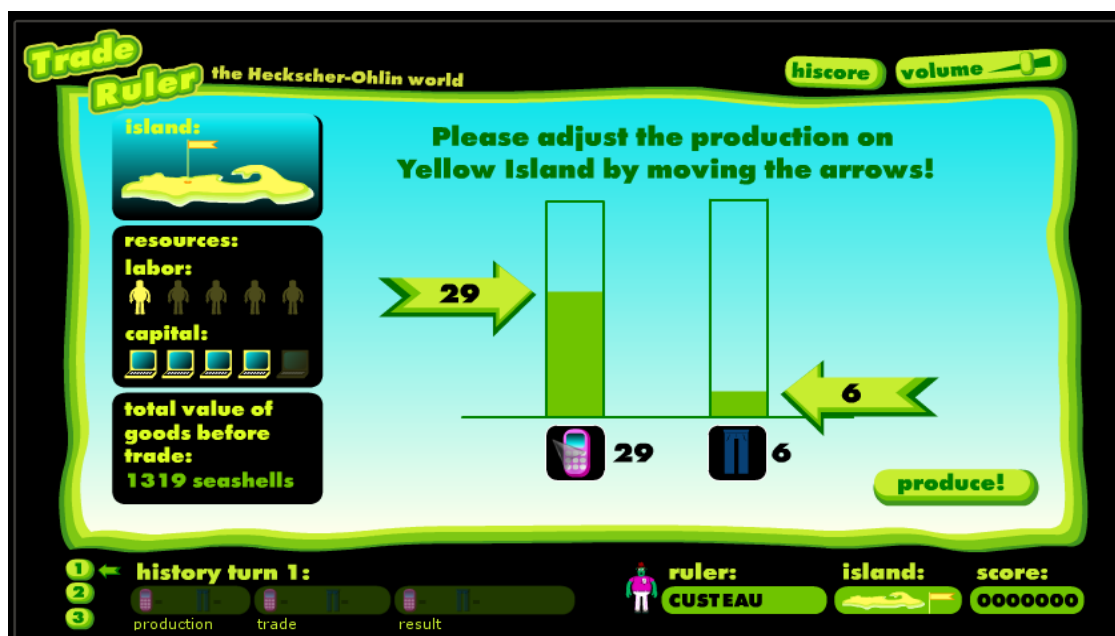 Trade
Ruler
the Heckscher-Ohlin world
hiscore
volume
island:
Please adjust the production on
Yellow Island by moving the arrows!
resources:
labor:
capital:
29
6
total value of
goods before
trade:
1319 seashells
29
6
produce!
1
2
3
history turn 1:
- - - - - -
production
trade
result
ruler:
CUSTEAU
island:
score:
0000000